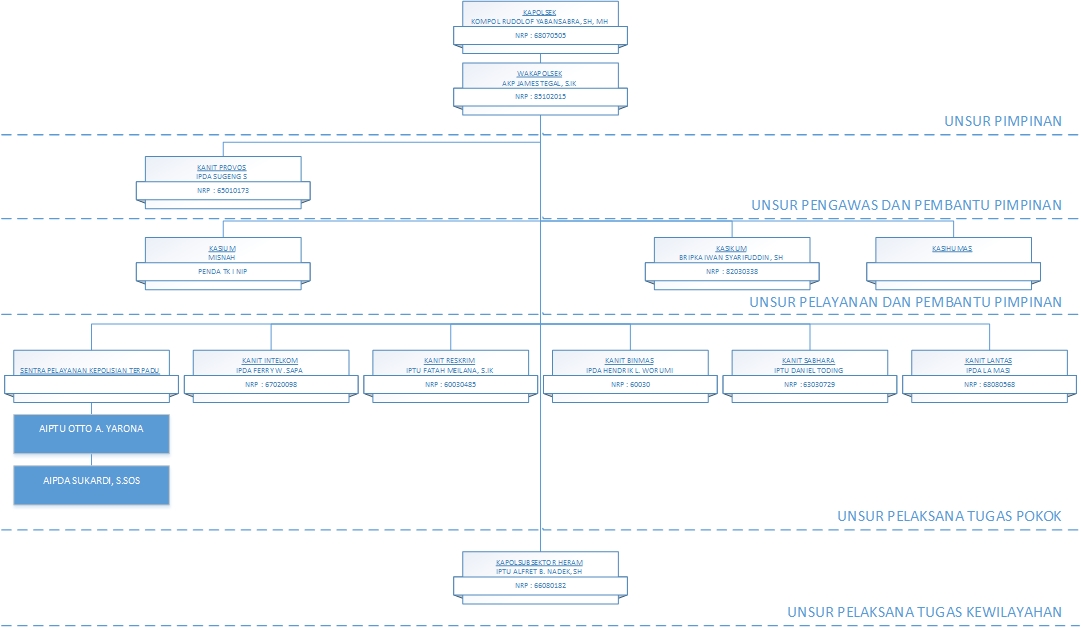 KAPOLSEK
KOMPOL RUDOLOF YABANSABRA, SH, MH
NRP : 68070505
WAKAPOLSEK
AKP JAMES TEGAI, S.IK
NRP : 85102015
UNSUR PIMPINAN
KANIT PROVOS
IPDA SUGENG S
NRP : 65010173
UNSUR PENGAWAS DAN PEMBANTU PIMPINAN
KASIUM
MISNAH
PENDA TK I NIP
KASIKUM
BRIPKA IWAN SYARIFUDDIN, SH
NRP : 82030338
KASIHUMAS
UNSUR PELAYANAN DAN PEMBANTU PIMPINAN
SENTRA PELAYANAN KEPOLISIAN TERPADU
KANIT INTELKOM
IPDA FERRY W. SAPA
NRP : 67020098
KANIT RESKRIM
IPTU FATAH MEILANA, S.IK
NRP : 60030485
KANIT BINMAS
IPDA HENDRIK L. WORUMI
NRP : 60030
KANIT SABHARA
IPTU DANIEL TODING
NRP : 63030729
KANIT LANTAS
IPDA LA MASI
NRP : 68080568
AIPTU OTTO A. YARONA
AIPDA SUKARDI, S.SOS
UNSUR PELAKSANA TUGAS POKOK
KAPOLSUBSEKTOR HERAM
IPTU ALFRET B. NADEK, SH
NRP : 66080182
UNSUR PELAKSANA TUGAS KEWILAYAHAN